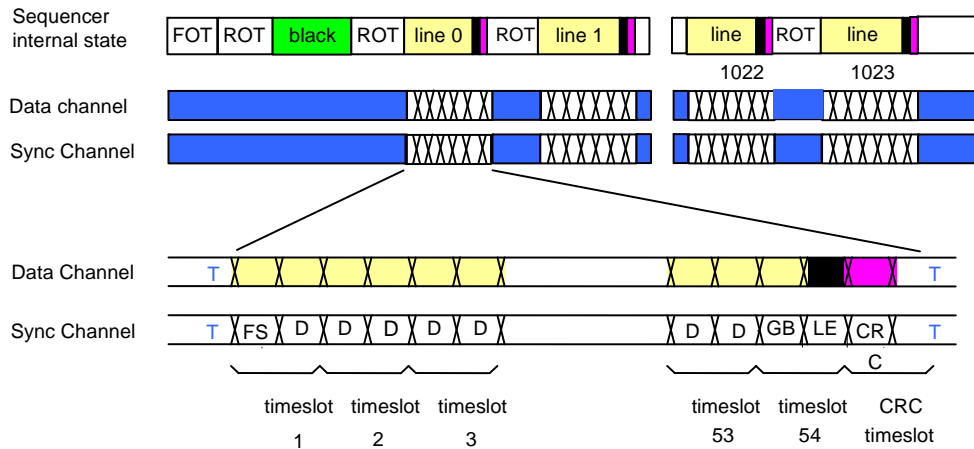 Sequencer
internal state
FOT ROT black ROT line 0 ROT line 1 line ROT line
1022 1023
Data channel
Sync Channel
Data Channel T T
Sync Channel T FS D D D D D D D GB LE CR T
C
timeslot timeslot timeslot timeslot timeslot CRC
1 2 3 53 54 timeslot